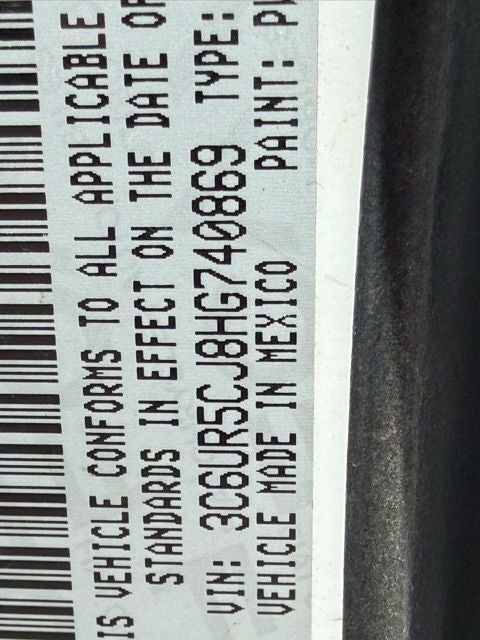 IS VEHICLE CONFORMS TO ALL APPLICABLE
STANDARDS IN EFFECT ON THE DATE OF
VIN: 3C6UR5CJ8HG740869 TYPE:
VEHICLE MADE IN MEXICO PAINT: PW